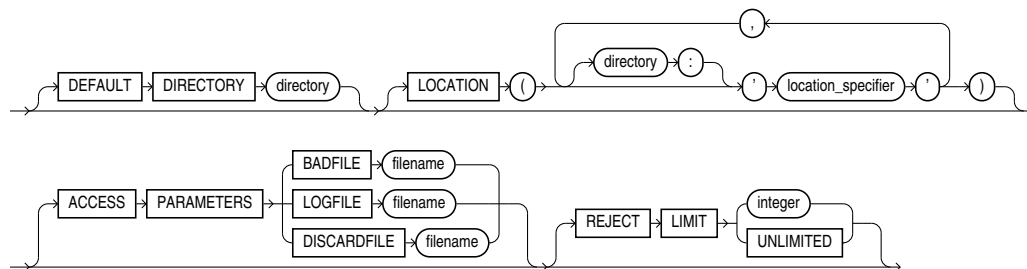 ,
directory :
DEFAULT DIRECTORY directory LOCATION ( ' location_specifier ' )
BADFILE filename
ACCESS PARAMETERS LOGFILE filename
DISCARDFILE filename
integer
REJECT LIMIT
UNLIMITED